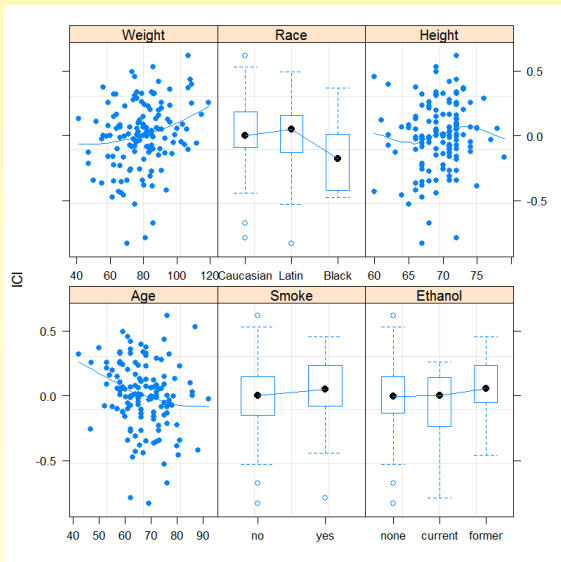 Weight Race Height
0.5
0.0
-0.5
40 60 80 100 120 Caucasian Latin Black 60 65 70 75
ICI
Age Smoke Ethanol
0.5
0.0
-0.5
40 50 60 70 80 90 no yes none current former